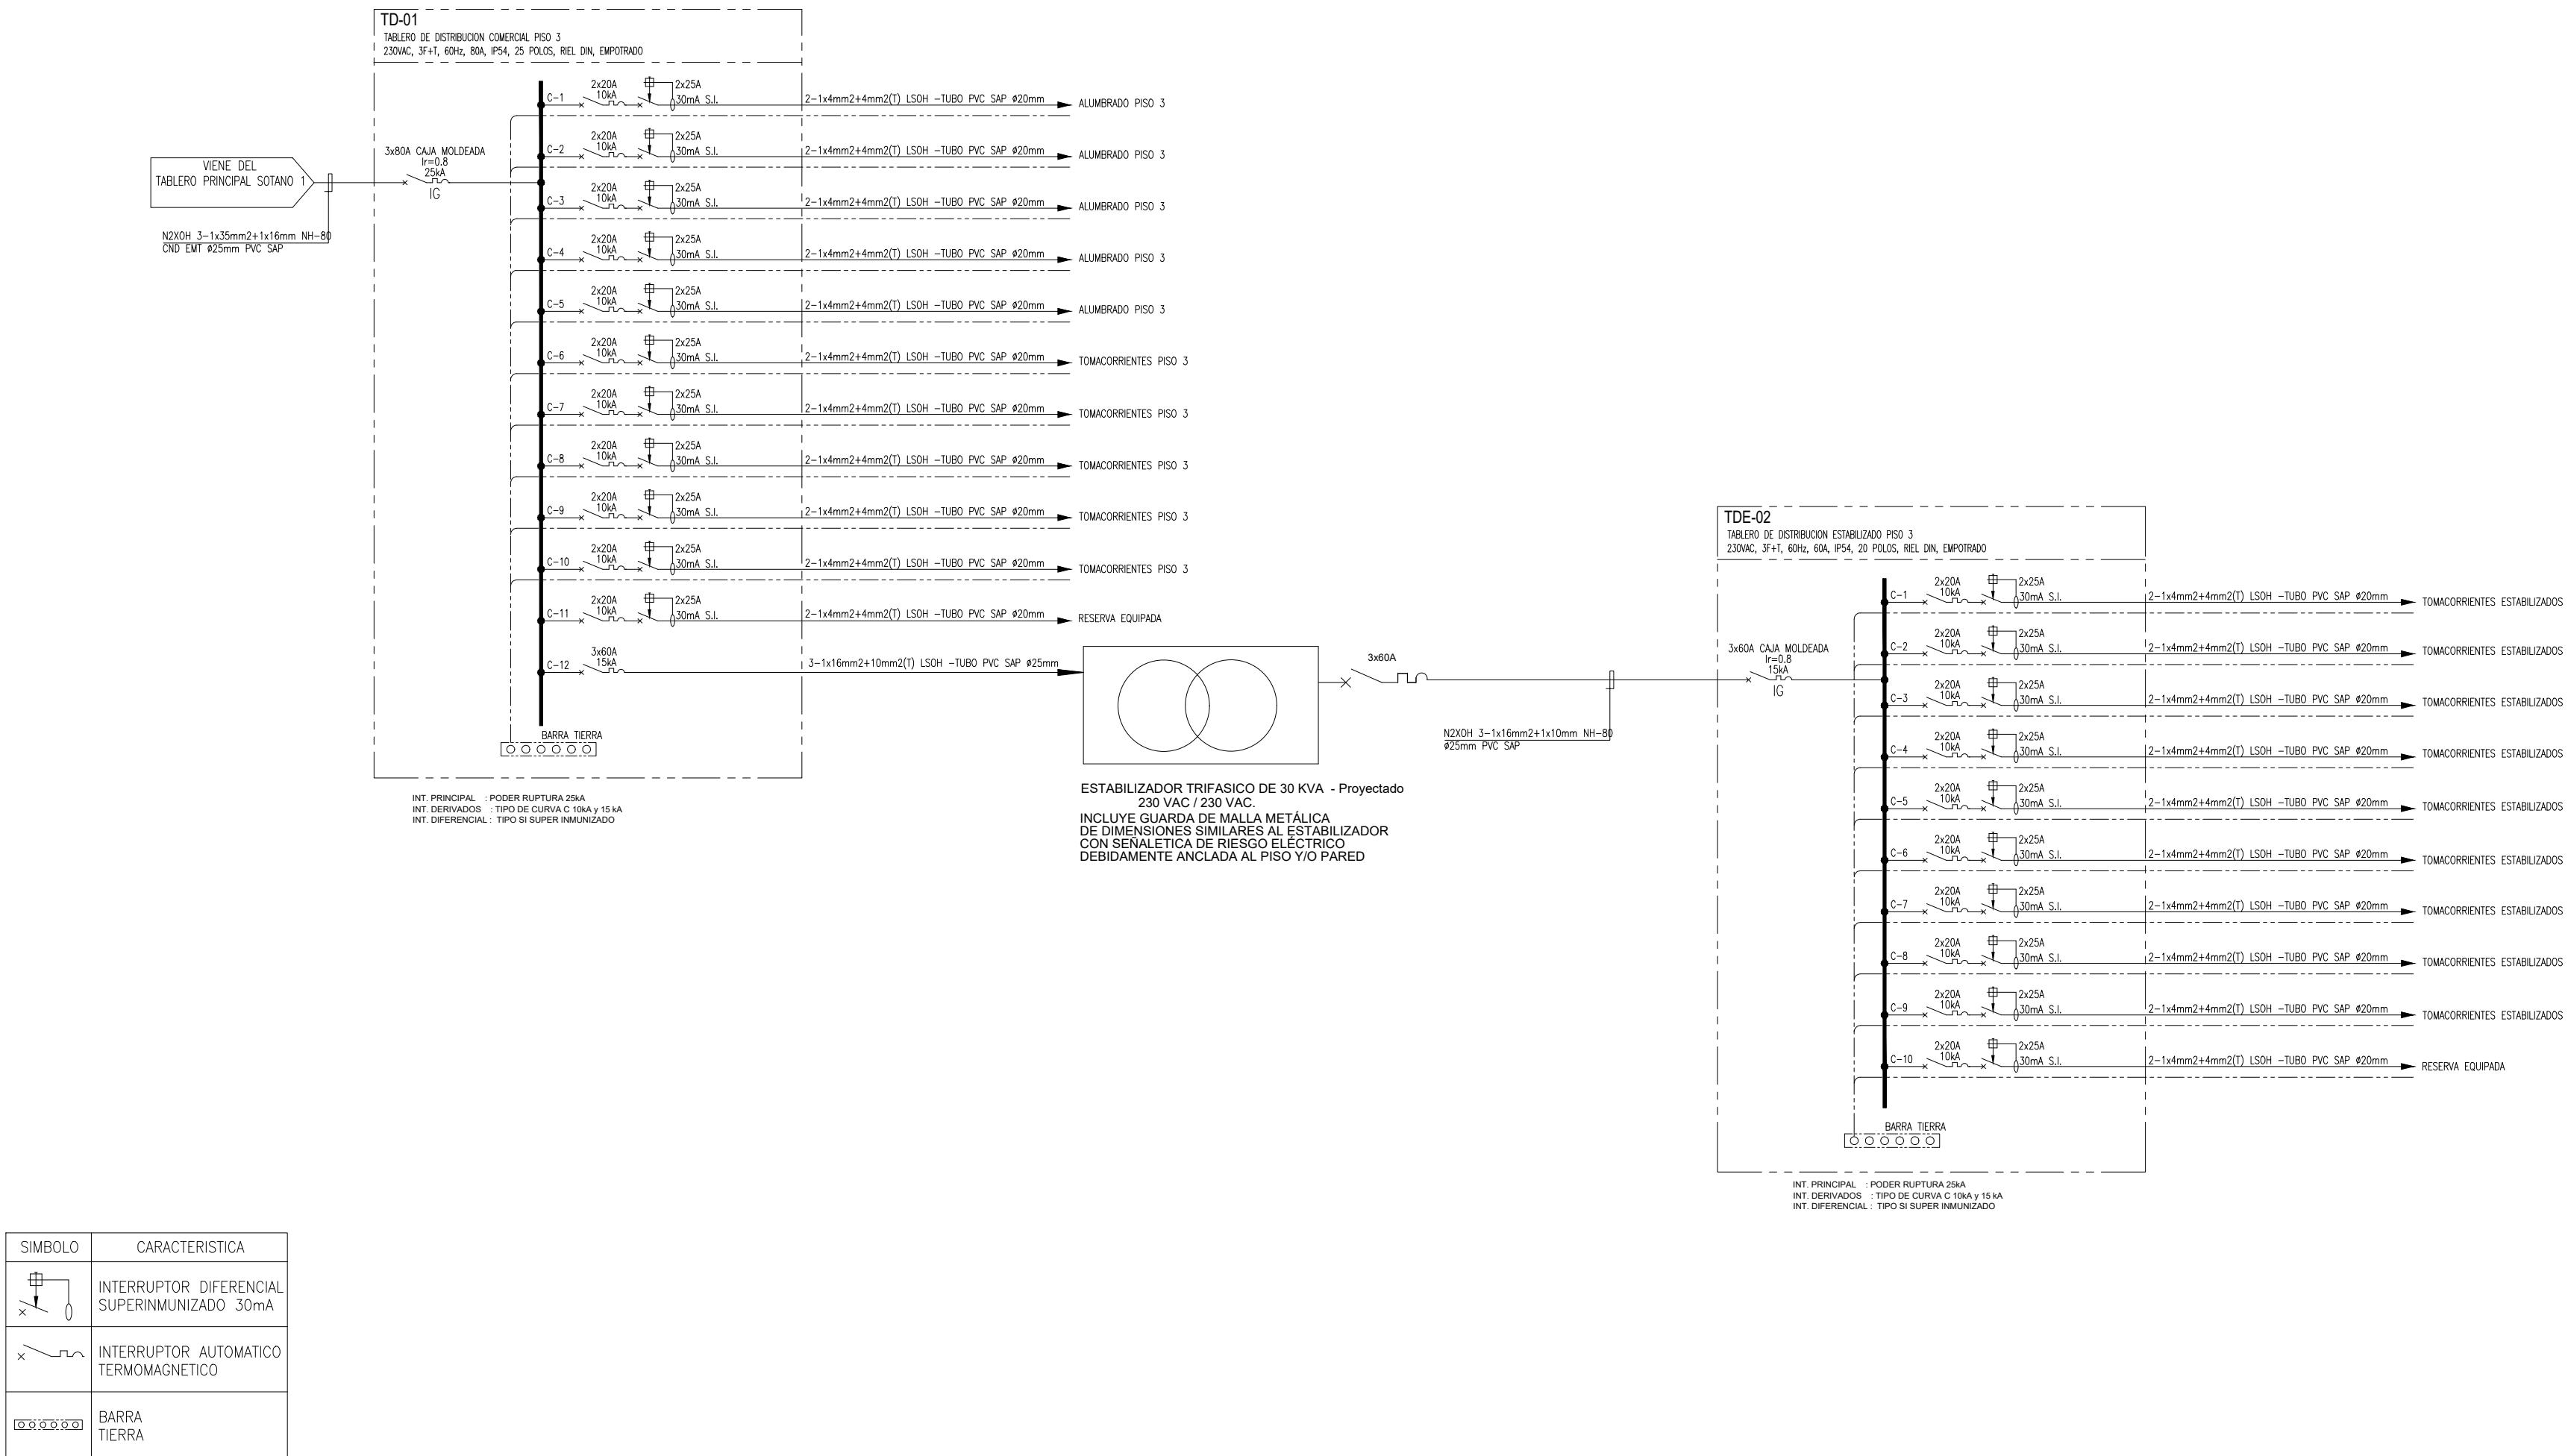 TD-01
TABLERO DE DISTRIBUCION COMERCIAL PISO 3
230VAC, 3F+T, 60Hz, 80A, IP54, 25 POLOS, RIEL DIN, EMPOTRADO
VIENE DEL
TABLERO PRINCIPAL SOTANO 1
N2XOH 3-1x35mm2+1x16mm NH-80
CND EMT ø25mm PVC SAP
3x80A CAJA MOLDEADA
Ir=0.8
25kA
IG
C-1 2x20A 10kA 2x25A 30mA S.I. 2-1x4mm2+4mm2(T) LSOH -TUBO PVC SAP ø20mm ALUMBRADO PISO 3
C-2 2x20A 10kA 2x25A 30mA S.I. 2-1x4mm2+4mm2(T) LSOH -TUBO PVC SAP ø20mm ALUMBRADO PISO 3
C-3 2x20A 10kA 2x25A 30mA S.I. 2-1x4mm2+4mm2(T) LSOH -TUBO PVC SAP ø20mm ALUMBRADO PISO 3
C-4 2x20A 10kA 2x25A 30mA S.I. 2-1x4mm2+4mm2(T) LSOH -TUBO PVC SAP ø20mm ALUMBRADO PISO 3
C-5 2x20A 10kA 2x25A 30mA S.I. 2-1x4mm2+4mm2(T) LSOH -TUBO PVC SAP ø20mm ALUMBRADO PISO 3
C-6 2x20A 10kA 2x25A 30mA S.I. 2-1x4mm2+4mm2(T) LSOH -TUBO PVC SAP ø20mm TOMACORRIENTES PISO 3
C-7 2x20A 10kA 2x25A 30mA S.I. 2-1x4mm2+4mm2(T) LSOH -TUBO PVC SAP ø20mm TOMACORRIENTES PISO 3
C-8 2x20A 10kA 2x25A 30mA S.I. 2-1x4mm2+4mm2(T) LSOH -TUBO PVC SAP ø20mm TOMACORRIENTES PISO 3
C-9 2x20A 10kA 2x25A 30mA S.I. 2-1x4mm2+4mm2(T) LSOH -TUBO PVC SAP ø20mm TOMACORRIENTES PISO 3
C-10 2x20A 10kA 2x25A 30mA S.I. 2-1x4mm2+4mm2(T) LSOH -TUBO PVC SAP ø20mm TOMACORRIENTES PISO 3
C-11 2x20A 10kA 2x25A 30mA S.I. 2-1x4mm2+4mm2(T) LSOH -TUBO PVC SAP ø20mm RESERVA EQUIPADA
C-12 3x60A 15kA 3-1x16mm2+10mm2(T) LSOH -TUBO PVC SAP ø25mm
BARRA TIERRA
INT. PRINCIPAL : PODER RUPTURA 25kA
INT. DERIVADOS : TIPO DE CURVA C 10kA y 15 kA
INT. DIFERENCIAL : TIPO SI SUPER INMUNIZADO
ESTABILIZADOR TRIFASICO DE 30 KVA - Proyectado
230 VAC / 230 VAC.
INCLUYE GUARDA DE MALLA METÁLICA
DE DIMENSIONES SIMILARES AL ESTABILIZADOR
CON SEÑALETICA DE RIESGO ELÉCTRICO
DEBIDAMENTE ANCLADA AL PISO Y/O PARED
3x60A
N2XOH 3-1x16mm2+1x10mm NH-80
ø25mm PVC SAP
TDE-02
TABLERO DE DISTRIBUCION ESTABILIZADO PISO 3
230VAC, 3F+T, 60Hz, 60A, IP54, 20 POLOS, RIEL DIN, EMPOTRADO
3x60A CAJA MOLDEADA
Ir=0.8
15kA
IG
C-1 2x20A 10kA 2x25A 30mA S.I. 2-1x4mm2+4mm2(T) LSOH -TUBO PVC SAP ø20mm TOMACORRIENTES ESTABILIZADOS
C-2 2x20A 10kA 2x25A 30mA S.I. 2-1x4mm2+4mm2(T) LSOH -TUBO PVC SAP ø20mm TOMACORRIENTES ESTABILIZADOS
C-3 2x20A 10kA 2x25A 30mA S.I. 2-1x4mm2+4mm2(T) LSOH -TUBO PVC SAP ø20mm TOMACORRIENTES ESTABILIZADOS
C-4 2x20A 10kA 2x25A 30mA S.I. 2-1x4mm2+4mm2(T) LSOH -TUBO PVC SAP ø20mm TOMACORRIENTES ESTABILIZADOS
C-5 2x20A 10kA 2x25A 30mA S.I. 2-1x4mm2+4mm2(T) LSOH -TUBO PVC SAP ø20mm TOMACORRIENTES ESTABILIZADOS
C-6 2x20A 10kA 2x25A 30mA S.I. 2-1x4mm2+4mm2(T) LSOH -TUBO PVC SAP ø20mm TOMACORRIENTES ESTABILIZADOS
C-7 2x20A 10kA 2x25A 30mA S.I. 2-1x4mm2+4mm2(T) LSOH -TUBO PVC SAP ø20mm TOMACORRIENTES ESTABILIZADOS
C-8 2x20A 10kA 2x25A 30mA S.I. 2-1x4mm2+4mm2(T) LSOH -TUBO PVC SAP ø20mm TOMACORRIENTES ESTABILIZADOS
C-9 2x20A 10kA 2x25A 30mA S.I. 2-1x4mm2+4mm2(T) LSOH -TUBO PVC SAP ø20mm TOMACORRIENTES ESTABILIZADOS
C-10 2x20A 10kA 2x25A 30mA S.I. 2-1x4mm2+4mm2(T) LSOH -TUBO PVC SAP ø20mm RESERVA EQUIPADA
BARRA TIERRA
INT. PRINCIPAL : PODER RUPTURA 25kA
INT. DERIVADOS : TIPO DE CURVA C 10kA y 15 kA
INT. DIFERENCIAL : TIPO SI SUPER INMUNIZADO
SIMBOLO CARACTERISTICA
INTERRUPTOR DIFERENCIAL
SUPERINMUNIZADO 30mA
INTERRUPTOR AUTOMATICO
TERMOMAGNETICO
BARRA
TIERRA